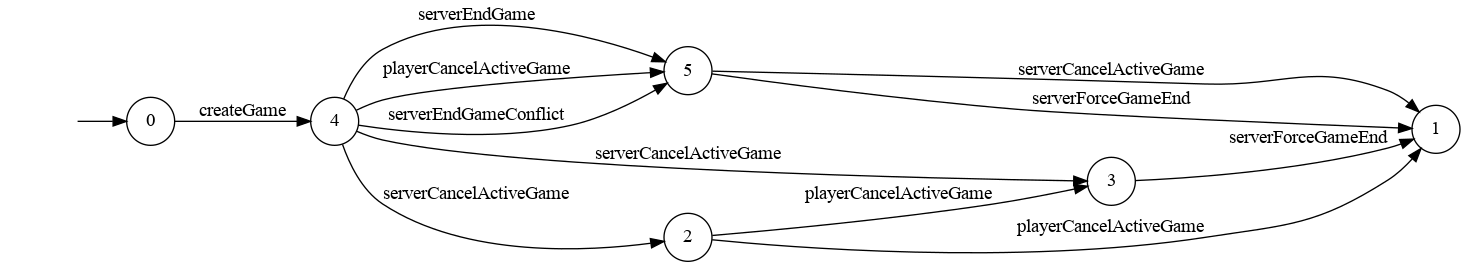 serverEndGame
playerCancelActiveGame
5
serverCancelActiveGame
serverForceGameEnd
createGame
serverEndGameConflict
0
4
1
serverForceGameEnd
serverCancelActiveGame
3
serverCancelActiveGame
playerCancelActiveGame
2
playerCancelActiveGame